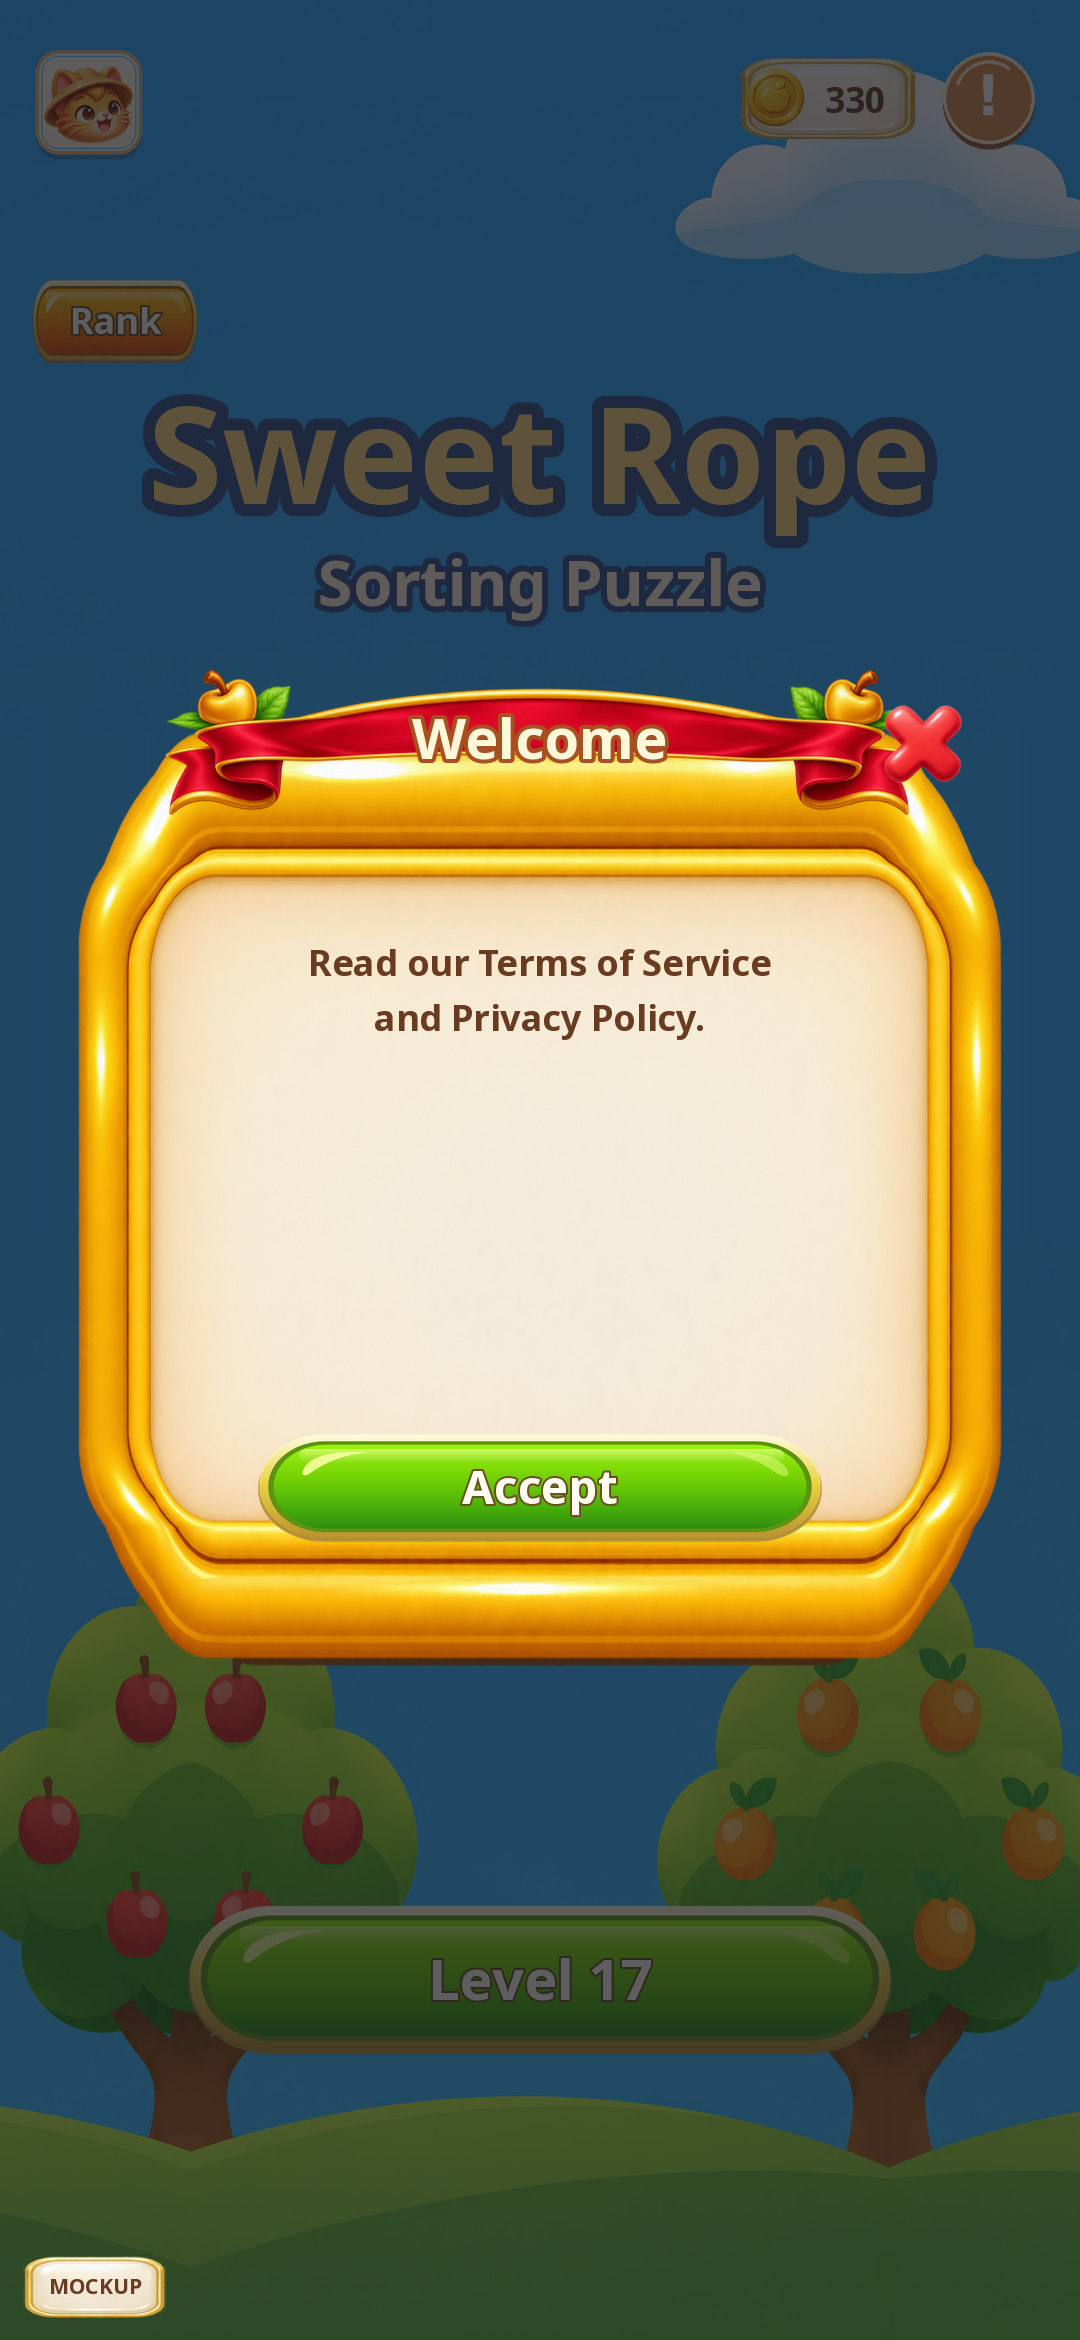 330
!
Rank
Sweet Rope
Sorting Puzzle
Welcome
Read our Terms of Service
and Privacy Policy.
Accept
Level 17
MOCKUP